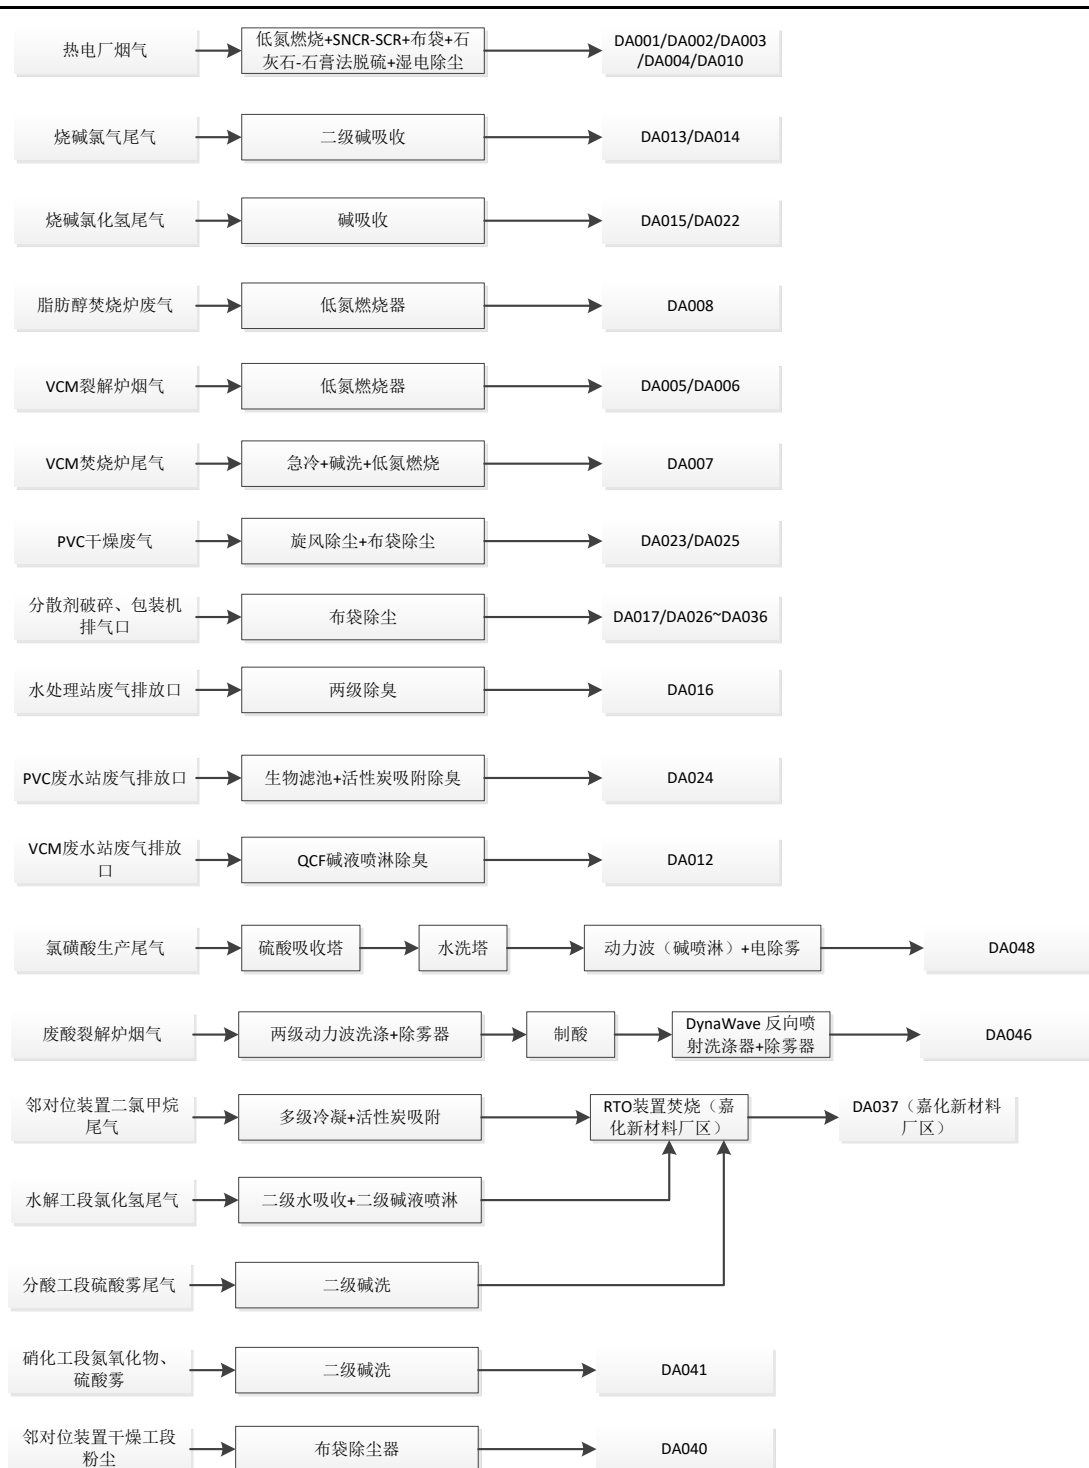 热电厂烟气
低氮燃烧+SNCR-SCR+布袋+石
灰石-石膏法脱硫+湿电除尘
DA001/DA002/DA003
/DA004/DA010
烧碱氯气尾气
二级碱吸收
DA013/DA014
烧碱氯化氢尾气
碱吸收
DA015/DA022
脂肪醇焚烧炉废气
低氮燃烧器
DA008
VCM裂解炉烟气
低氮燃烧器
DA005/DA006
VCM焚烧炉尾气
急冷+碱洗+低氮燃烧
DA007
PVC干燥废气
旋风除尘+布袋除尘
DA023/DA025
分散剂破碎、包装机
排气口
布袋除尘
DA017/DA026~DA036
水处理站废气排放口
两级除臭
DA016
PVC废水站废气排放口
生物滤池+活性炭吸附除臭
DA024
VCM废水站废气排放
口
QCF碱液喷淋除臭
DA012
氯磺酸生产尾气
硫酸吸收塔
水洗塔
动力波（碱喷淋）+电除雾
DA048
废酸裂解炉烟气
两级动力波洗涤+除雾器
制酸
DynaWave 反向喷
射洗涤器+除雾器
DA046
邻对位装置二氯甲烷
尾气
多级冷凝+活性炭吸附
RTO装置焚烧（嘉
化新材料厂区）
DA037（嘉化新材料
厂区）
水解工段氯化氢尾气
二级水吸收+二级碱液喷淋
分酸工段硫酸雾尾气
二级碱洗
硝化工段氮氧化物、
硫酸雾
二级碱洗
DA041
邻对位装置干燥工段
粉尘
布袋除尘器
DA040